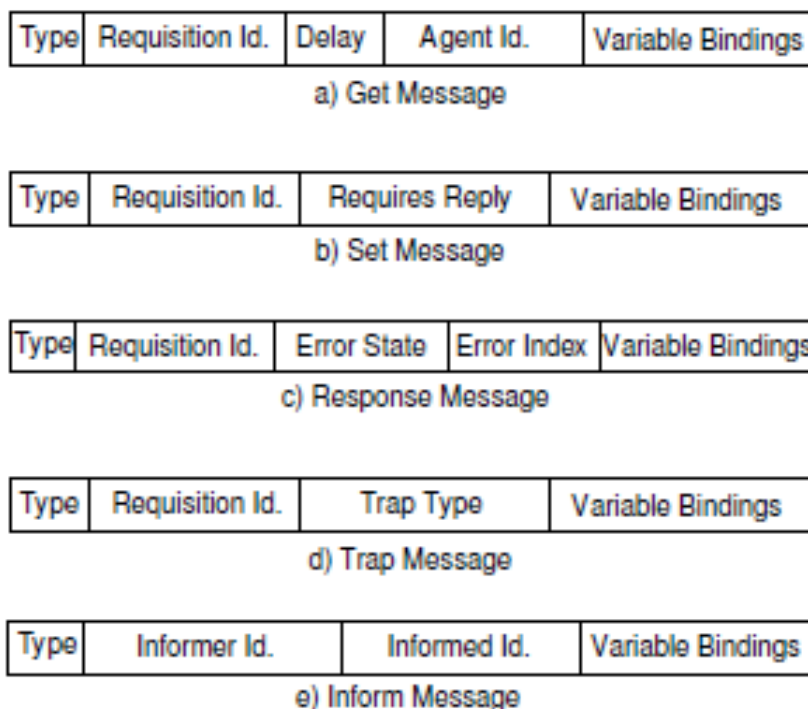 Type Requisition Id. Delay Agent Id. Variable Bindings
a) Get Message
Type Requisition Id. Requires Reply Variable Bindings
b) Set Message
Type Requisition Id. Error State Error Index Variable Bindings
c) Response Message
Type Requisition Id. Trap Type Variable Bindings
d) Trap Message
Type Informer Id. Informed Id. Variable Bindings
e) Inform Message